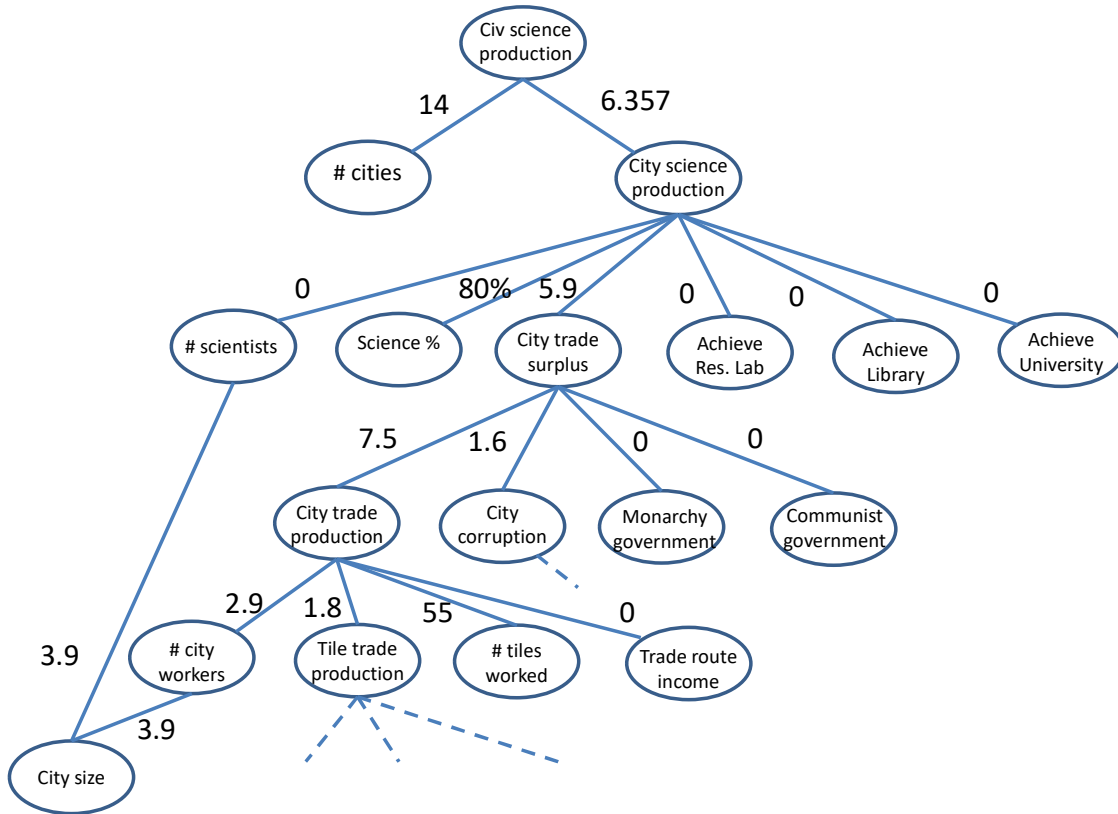 Civ science
production
14
6.357
# cities
City science
production
0
80%
5.9
0
0
0
# scientists
Science %
City trade
surplus
Achieve
Res. Lab
Achieve
Library
Achieve
University
7.5
1.6
0
0
City trade
production
City
corruption
Monarchy
government
Communist
government
2.9
1.8
55
0
3.9
# city
workers
Tile trade
production
# tiles
worked
Trade route
income
3.9
City size